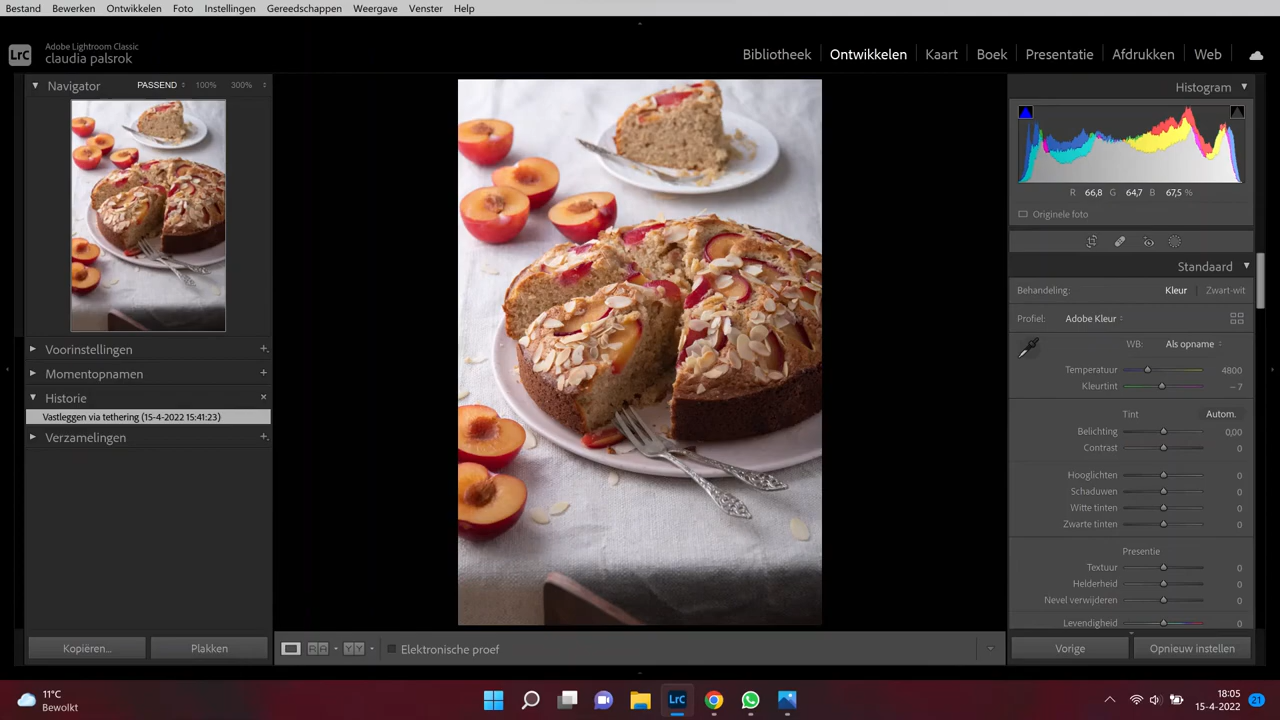 Bestand Bewerken Ontwikkelen Foto Instellingen Gereedschappen Weergave Venster Help
LrC
Adobe Lightroom Classic
claudia palsrok
Bibliotheek Ontwikkelen Kaart Boek Presentatie Afdrukken Web
Navigator PASSEND 100% 300%
Voorinstellingen
Momentopnamen
Historie
Vastleggen via tethering (15-4-2022 15:41:23)
Verzamelingen
Kopiëren... Plakken
Elektronische proef
Histogram
R 66,8 G 64,7 B 67,5 %
Originele foto
Standaard
Behandeling: Kleur Zwart-wit
Profiel: Adobe Kleur
WB: Als opname
Temperatuur 4800
Kleurtint – 7
Tint Autom.
Belichting 0,00
Contrast 0
Hooglichten 0
Schaduwen 0
Witte tinten 0
Zwarte tinten 0
Presentie
Textuur 0
Helderheid 0
Nevel verwijderen 0
Levendigheid 0
Vorige Opnieuw instellen
11°C
Bewolkt
LrC
18:05
15-4-2022
21